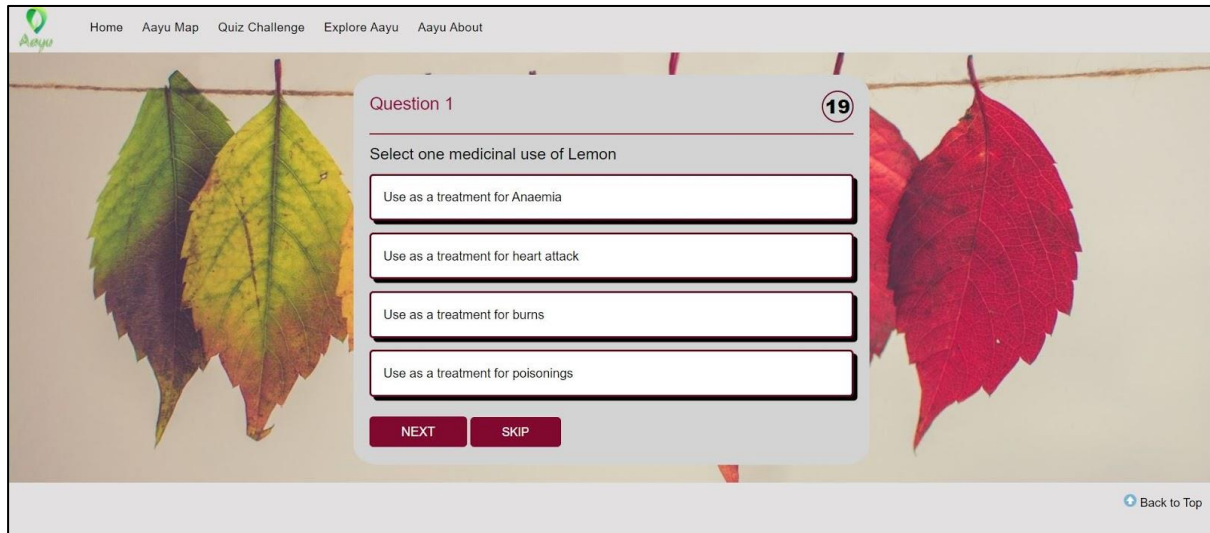 Aayu
Home Aayu Map Quiz Challenge Explore Aayu Aayu About
Question 1
19
Select one medicinal use of Lemon
Use as a treatment for Anaemia
Use as a treatment for heart attack
Use as a treatment for burns
Use as a treatment for poisonings
NEXT SKIP
Back to Top